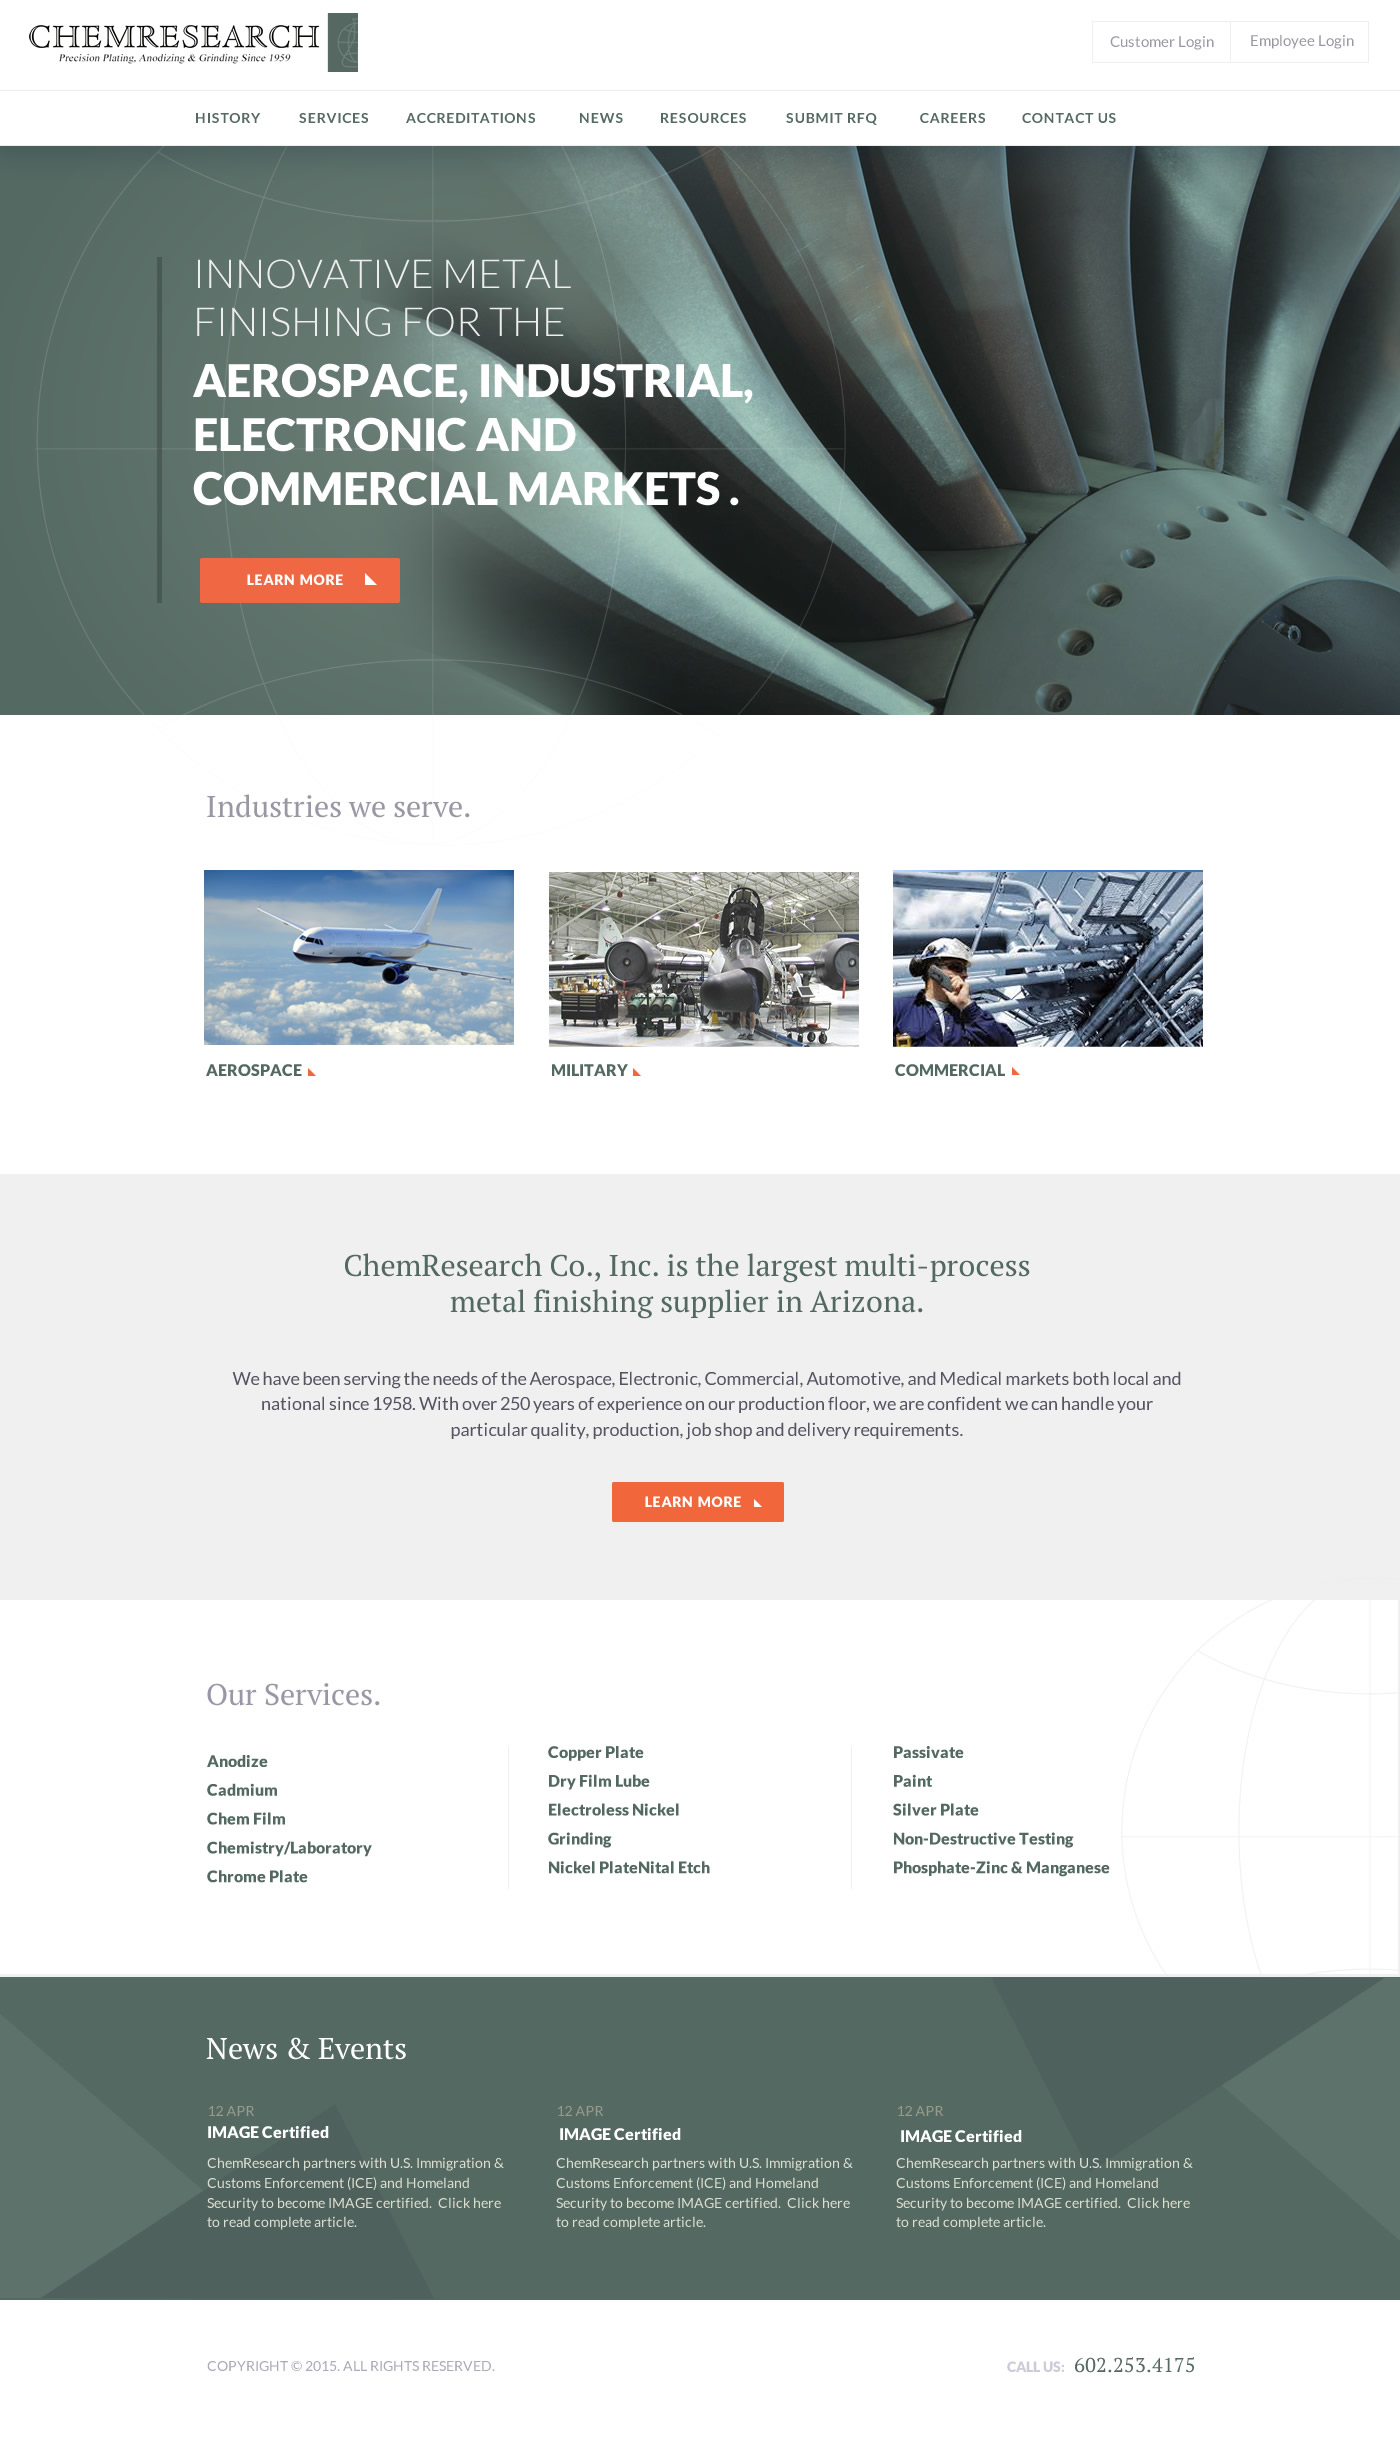 CHEMRESEARCH
Precision Plating, Anodizing & Grinding Since 1959
Customer Login
Employee Login
HISTORY SERVICES ACCREDITATIONS NEWS RESOURCES SUBMIT RFQ CAREERS CONTACT US
INNOVATIVE METAL
FINISHING FOR THE
AEROSPACE, INDUSTRIAL,
ELECTRONIC AND
COMMERCIAL MARKETS .
LEARN MORE
Industries we serve.
AEROSPACE
MILITARY
COMMERCIAL
ChemResearch Co., Inc. is the largest multi-process
metal finishing supplier in Arizona.
We have been serving the needs of the Aerospace, Electronic, Commercial, Automotive, and Medical markets both local and
national since 1958. With over 250 years of experience on our production floor, we are confident we can handle your
particular quality, production, job shop and delivery requirements.
LEARN MORE
Our Services.
Anodize
Cadmium
Chem Film
Chemistry/Laboratory
Chrome Plate
Copper Plate
Dry Film Lube
Electroless Nickel
Grinding
Nickel PlateNital Etch
Passivate
Paint
Silver Plate
Non-Destructive Testing
Phosphate-Zinc & Manganese
News & Events
12 APR
IMAGE Certified
ChemResearch partners with U.S. Immigration &
Customs Enforcement (ICE) and Homeland
Security to become IMAGE certified.  Click here
to read complete article.
12 APR
IMAGE Certified
ChemResearch partners with U.S. Immigration &
Customs Enforcement (ICE) and Homeland
Security to become IMAGE certified.  Click here
to read complete article.
12 APR
IMAGE Certified
ChemResearch partners with U.S. Immigration &
Customs Enforcement (ICE) and Homeland
Security to become IMAGE certified.  Click here
to read complete article.
COPYRIGHT © 2015. ALL RIGHTS RESERVED.
CALL US: 602.253.4175